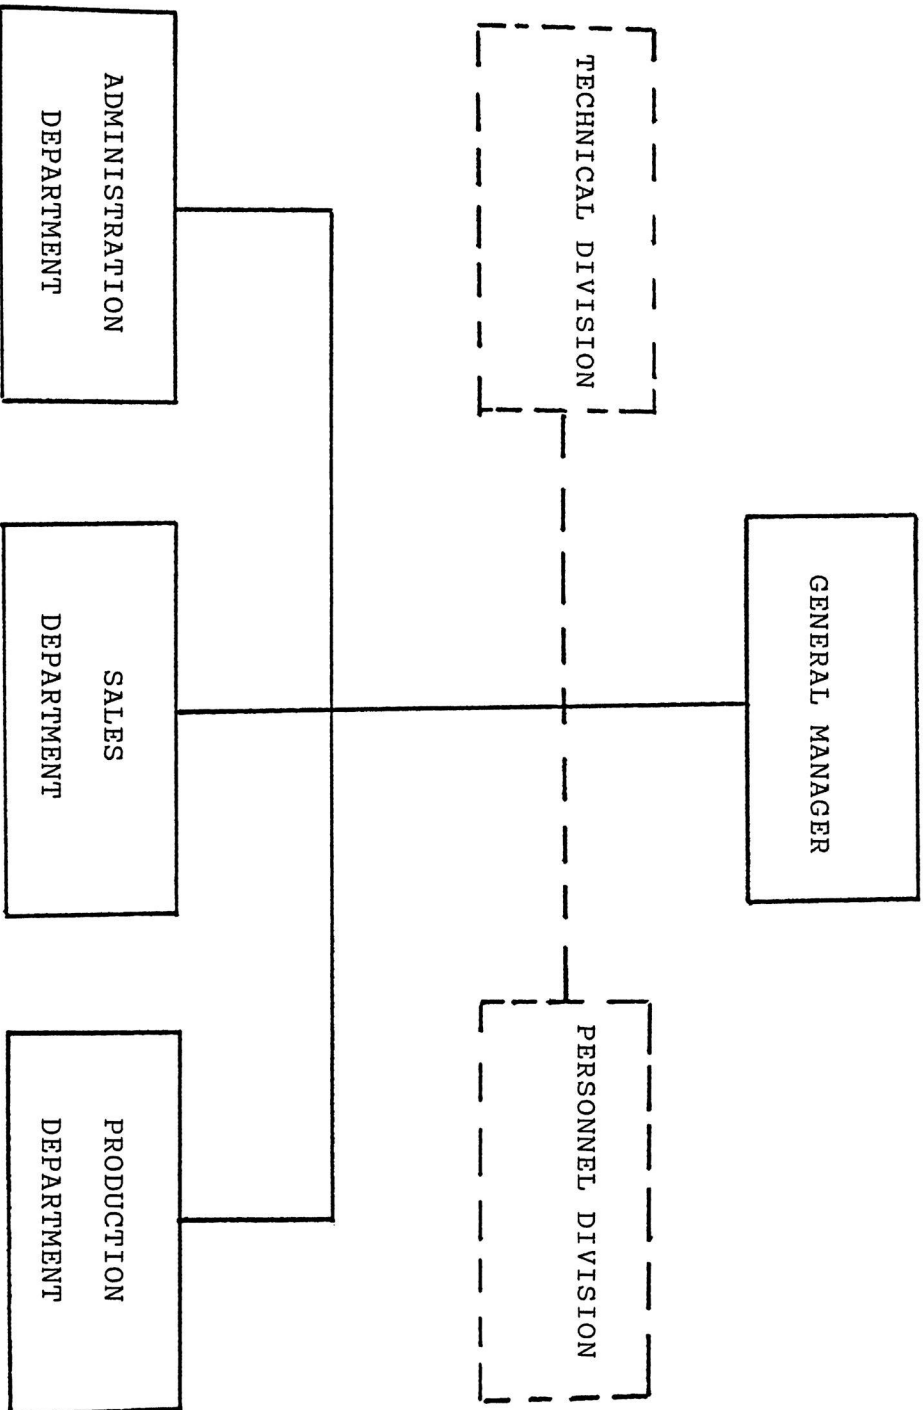 GENERAL MANAGER
TECHNICAL DIVISION
PERSONNEL DIVISION
ADMINISTRATION
DEPARTMENT
SALES
DEPARTMENT
PRODUCTION
DEPARTMENT